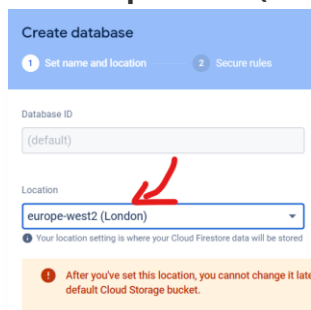 Create database
1 Set name and location 2 Secure rules
Database ID
(default)
Location
europe-west2 (London)
Your location setting is where your Cloud Firestore data will be stored
After you've set this location, you cannot change it late
default Cloud Storage bucket.